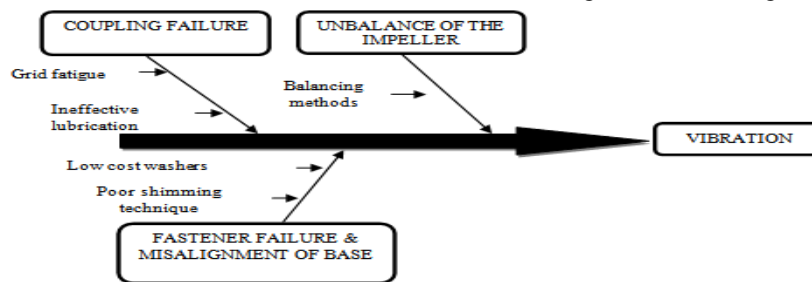 COUPLING FAILURE
UNBALANCE OF THE
IMPELLER
Grid fatigue
Balancing
methods
Ineffective
lubrication
VIBRATION
Low cost washers
Poor shimming
technique
FASTENER FAILURE &
MISALIGNMENT OF BASE